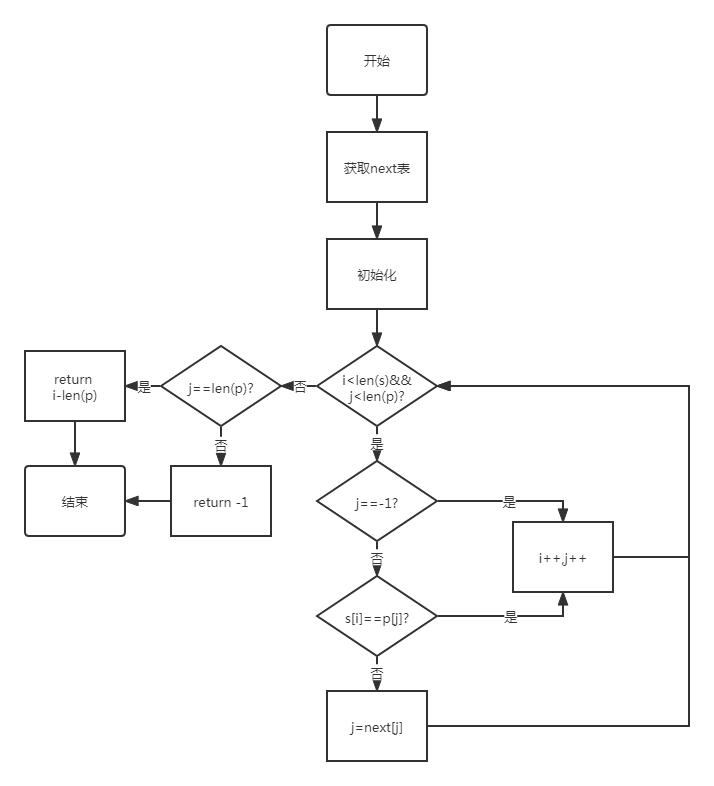 开始
获取next表
初始化
i<len(s)&&
j<len(p)?
否
j==len(p)?
是
return
i-len(p)
否
return -1
结束
是
j==-1?
是
i++,j++
否
s[i]==p[j]?
是
否
j=next[j]